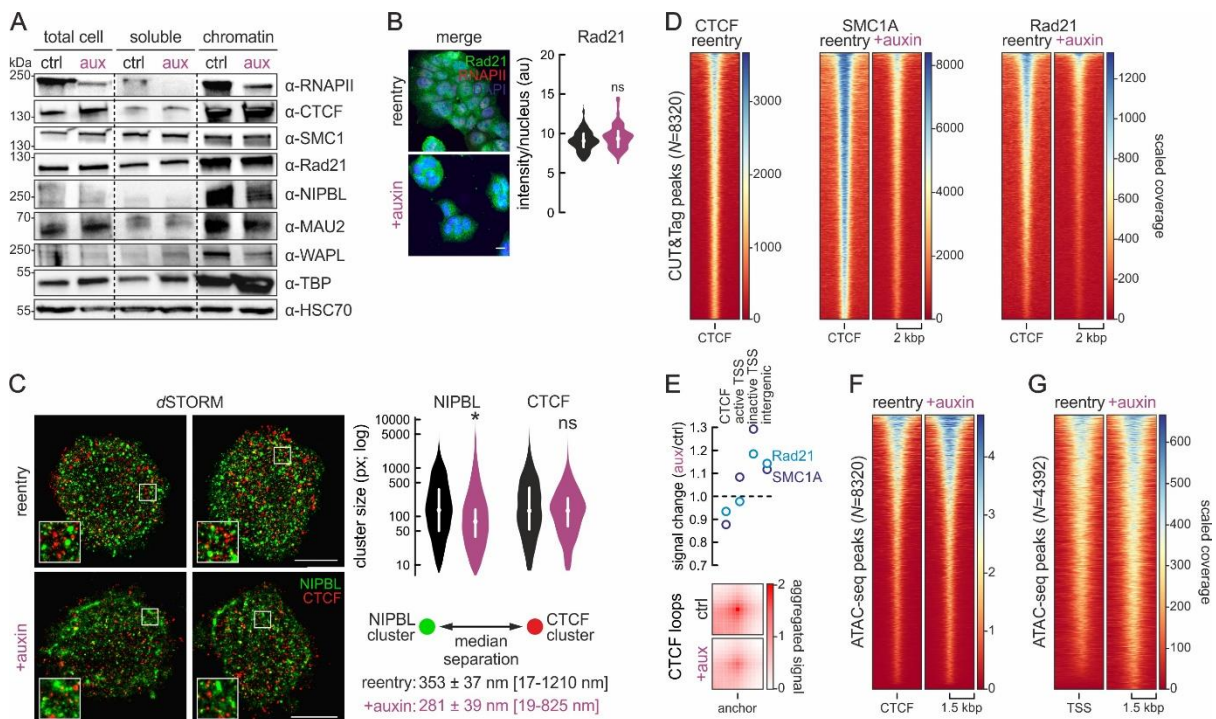 A
total cell soluble chromatin
kDa ctrl aux ctrl aux ctrl aux
250 α-RNAPII
130 α-CTCF
130 α-SMC1
130 α-Rad21
250 α-NIPBL
70 α-MAU2
250 α-WAPL
55 α-TBP
55 α-HSC70
B
merge
Rad21
RNAPII
DAPI
reentry
+auxin
Rad21
ns
intensity/nucleus (au)
20
15
10
5
0
C
dSTORM
reentry
+auxin
NIPBL
CTCF
NIPBL CTCF
* ns
cluster size (px; log)
10000
5000
1000
500
100
50
10
NIPBL cluster
CTCF cluster
median
separation
reentry: 353 ± 37 nm [17-1210 nm]
+auxin: 281 ± 39 nm [19-825 nm]
D
CTCF SMC1A Rad21
reentry reentry +auxin reentry +auxin
CUT&Tag peaks (N=8320)
3000
2000
1000
0
8000
6000
4000
2000
0
1200
1000
800
600
400
200
0
scaled coverage
CTCF CTCF 2 kbp CTCF 2 kbp
E
CTCF
active TSS
inactive TSS
intergenic
signal change (aux/ctrl)
1.3
1.2
1.1
1.0
0.9
0.8
0.7
Rad21
SMC1A
CTCF loops
ctrl
+aux
2
1
0
aggregated signal
anchor
F
reentry +auxin
ATAC-seq peaks (N=8320)
4
3
2
1
0
CTCF 1.5 kbp
G
reentry +auxin
ATAC-seq peaks (N=4392)
600
500
400
300
200
100
0
scaled coverage
TSS 1.5 kbp